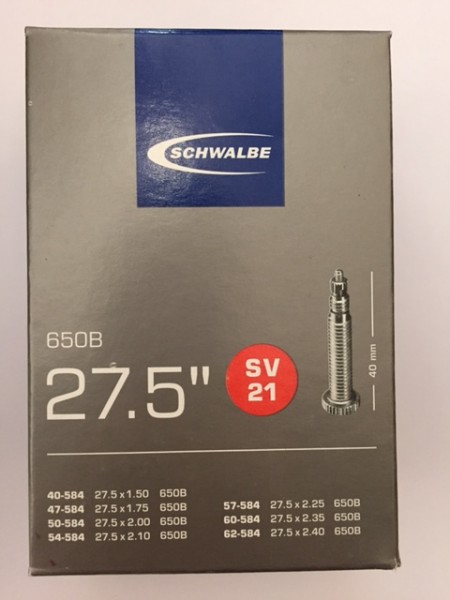 SCHWALBE
650B
27.5"
SV
21
40 mm
40-584 27.5 x 1.50 650B
47-584 27.5 x 1.75 650B
50-584 27.5 x 2.00 650B
54-584 27.5 x 2.10 650B
57-584 27.5 x 2.25 650B
60-584 27.5 x 2.35 650B
62-584 27.5 x 2.40 650B